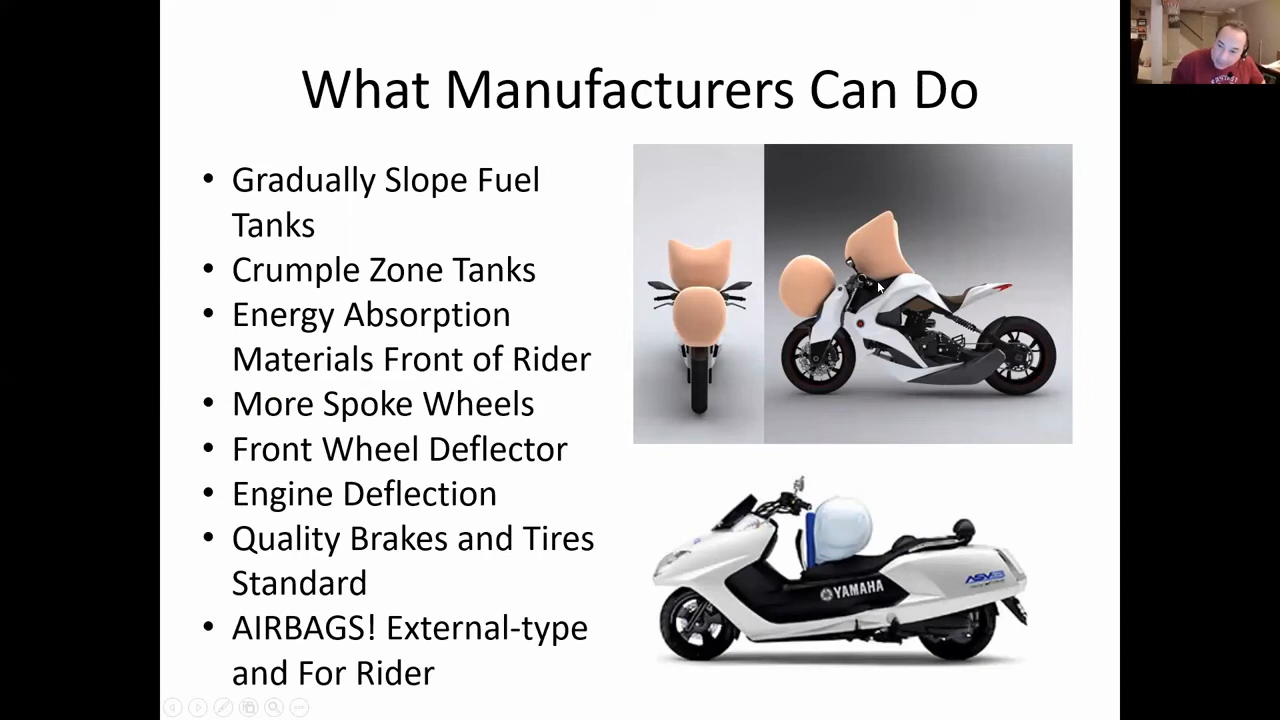 What Manufacturers Can Do
• Gradually Slope Fuel
Tanks
• Crumple Zone Tanks
• Energy Absorption
Materials Front of Rider
• More Spoke Wheels
• Front Wheel Deflector
• Engine Deflection
• Quality Brakes and Tires
Standard
• AIRBAGS! External-type
and For Rider
YAMAHA